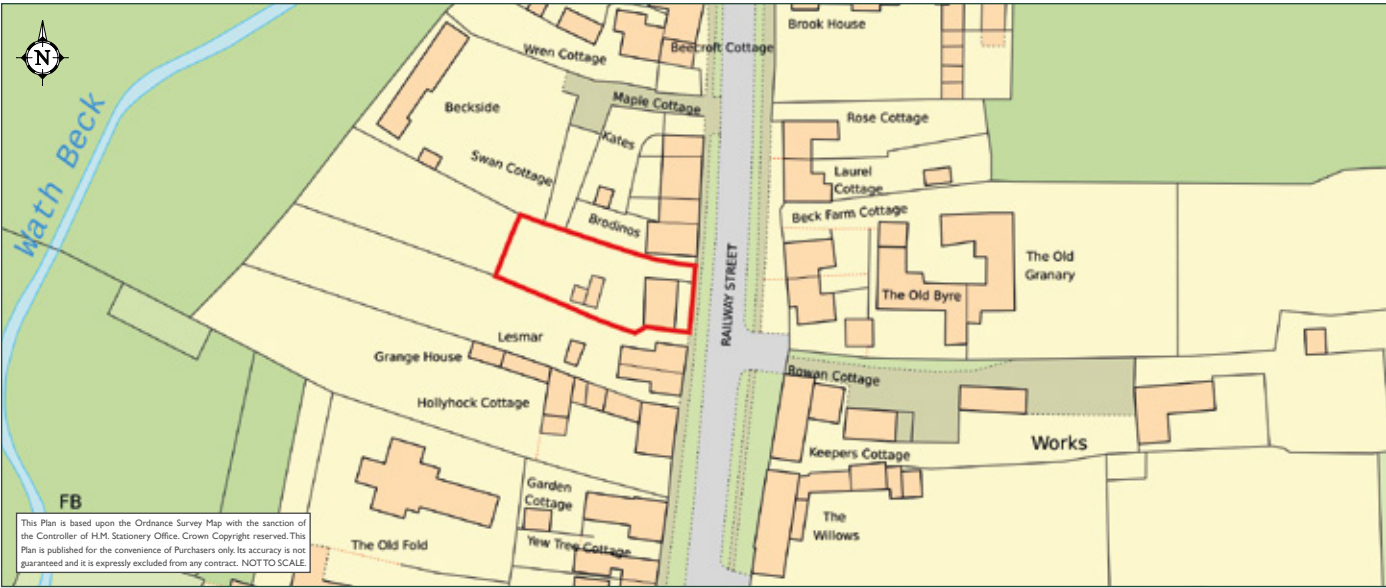 N
Wath Beck
Wren Cottage
Beecroft Cottage
Brook House
Beckside
Maple Cottage
Rose Cottage
Kates
Swan Cottage
Laurel
Cottage
Brodinos
Beck Farm Cottage
RAILWAY STREET
The Old
Granary
The Old Byre
Lesmar
Grange House
Rowan Cottage
Hollyhock Cottage
Works
Keepers Cottage
Garden
Cottage
FB
The
Willows
The Old Fold
Yew Tree Cottage
This Plan is based upon the Ordnance Survey Map with the sanction of
the Controller of H.M. Stationery Office. Crown Copyright reserved. This
Plan is published for the convenience of Purchasers only. Its accuracy is not
guaranteed and it is expressly excluded from any contract. NOT TO SCALE.